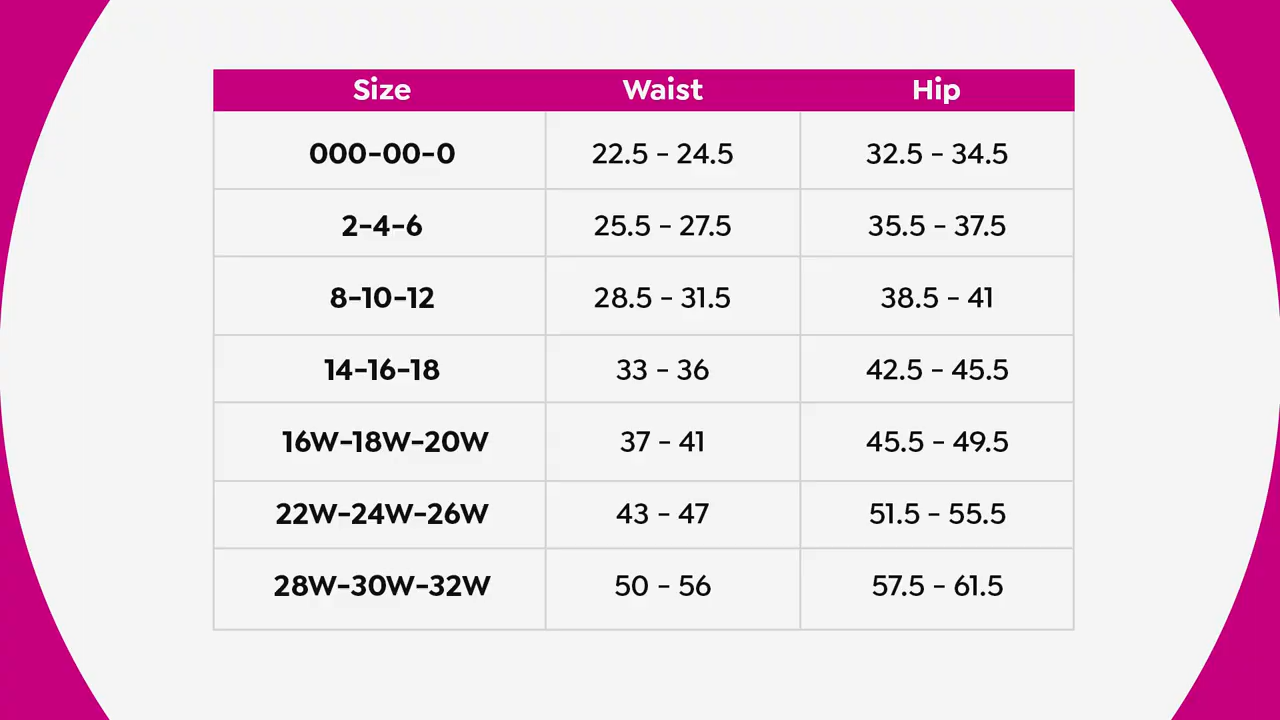 Size Waist Hip
000-00-0 22.5 - 24.5 32.5 - 34.5
2-4-6 25.5 - 27.5 35.5 - 37.5
8-10-12 28.5 - 31.5 38.5 - 41
14-16-18 33 - 36 42.5 - 45.5
16W-18W-20W 37 - 41 45.5 - 49.5
22W-24W-26W 43 - 47 51.5 - 55.5
28W-30W-32W 50 - 56 57.5 - 61.5